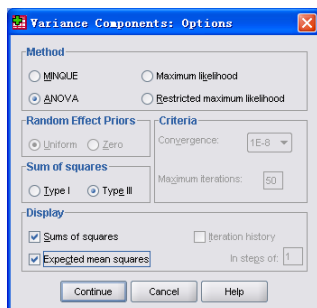 Variance Components: Options
Method
MINQUE
Maximum likelihood
ANOVA
Restricted maximum likelihood
Random Effect Priors
Uniform Zero
Criteria
Convergence: 1E-8
Maximum iterations: 50
Sum of squares
Type I Type III
Display
Sums of squares
Iteration history
Expected mean squares
In steps of: 1
Continue Cancel Help